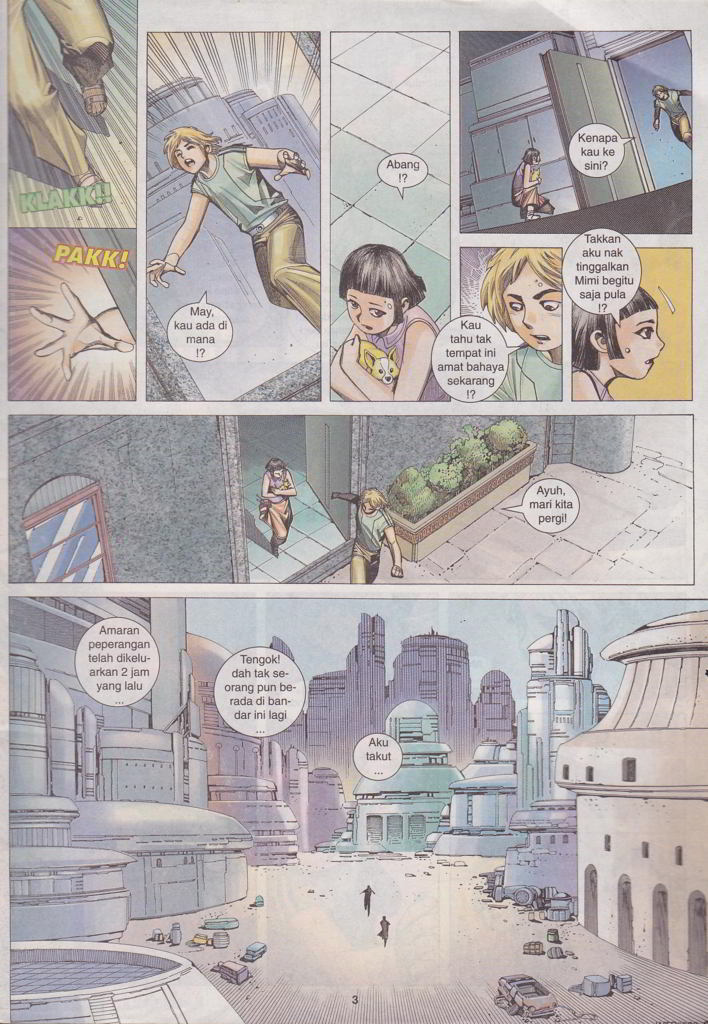 KLAKK!!
PAKK!
May,
kau ada di
mana
!?
Abang
!?
Kenapa
kau ke
sini?
Kau
tahu tak
tempat ini
amat bahaya
sekarang
!?
Takkan
aku nak
tinggalkan
Mimi begitu
saja pula
!?
Ayuh,
mari kita
pergi!
Amaran
peperangan
telah dikelu-
arkan 2 jam
yang lalu
...
Tengok!
dah tak se-
orang pun be-
rada di ban-
dar ini lagi
...
Aku
takut
...
3